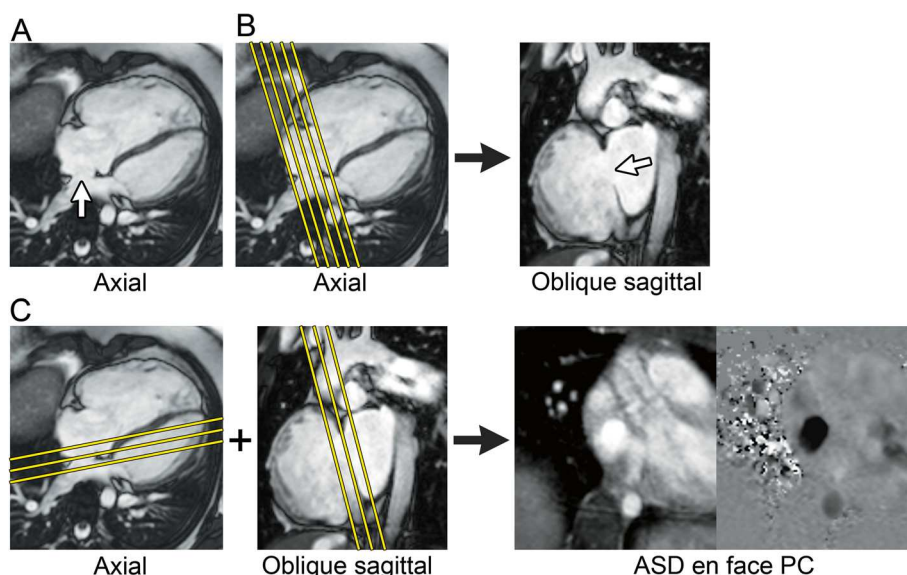 A
B
Axial
Axial
Oblique sagittal
C
+
Axial
Oblique sagittal
ASD en face PC